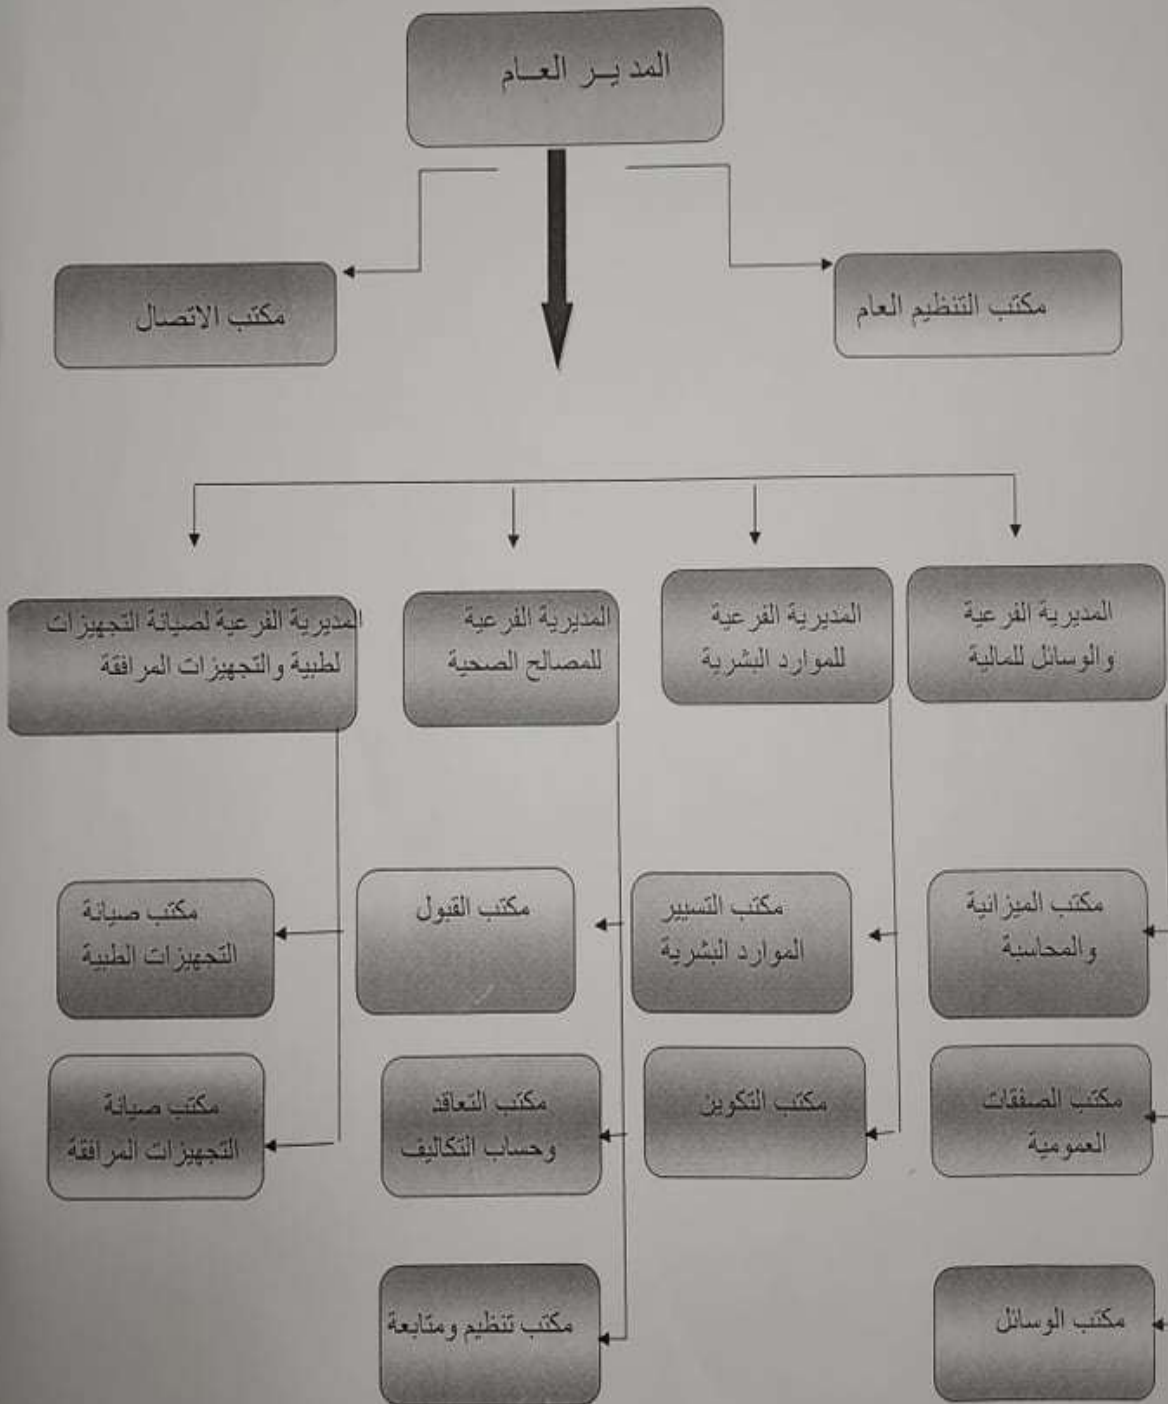 المديــر العــام
مكتب التنظيم العام
مكتب الاتصال
المديرية الفرعية
والوسائل للمالية
المديرية الفرعية
للموارد البشرية
المديرية الفرعية
للمصالح الصحية
المديرية الفرعية لصيانة التجهيزات
لطبية والتجهيزات المرافقة
مكتب الميزانية
والمحاسبة
مكتب التسيير
الموارد البشرية
مكتب القبول
مكتب صيانة
التجهيزات الطبية
مكتب الصفقات
العمومية
مكتب التكوين
مكتب التعاقد
وحساب التكاليف
مكتب صيانة
التجهيزات المرافقة
مكتب الوسائل
مكتب تنظيم ومتابعة